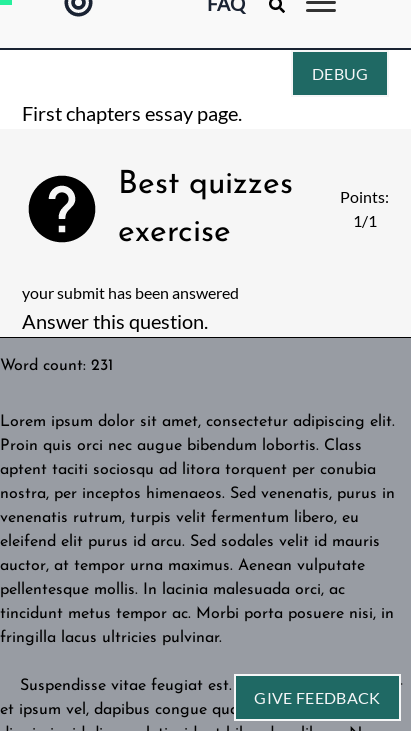 FAQ
DEBUG
First chapters essay page.
Best quizzes
exercise
Points:
1/1
your submit has been answered
Answer this question.
Word count: 231
Lorem ipsum dolor sit amet, consectetur adipiscing elit.
Proin quis orci nec augue bibendum lobortis. Class
aptent taciti sociosqu ad litora torquent per conubia
nostra, per inceptos himenaeos. Sed venenatis, purus in
venenatis rutrum, turpis velit fermentum libero, eu
eleifend elit purus id arcu. Sed sodales velit id mauris
auctor, at tempor urna maximus. Aenean vulputate
pellentesque mollis. In lacinia malesuada orci, ac
tincidunt metus tempor ac. Morbi porta posuere nisi, in
fringilla lacus ultricies pulvinar.
Suspendisse vitae feugiat est.
et ipsum vel, dapibus congue
GIVE FEEDBACK